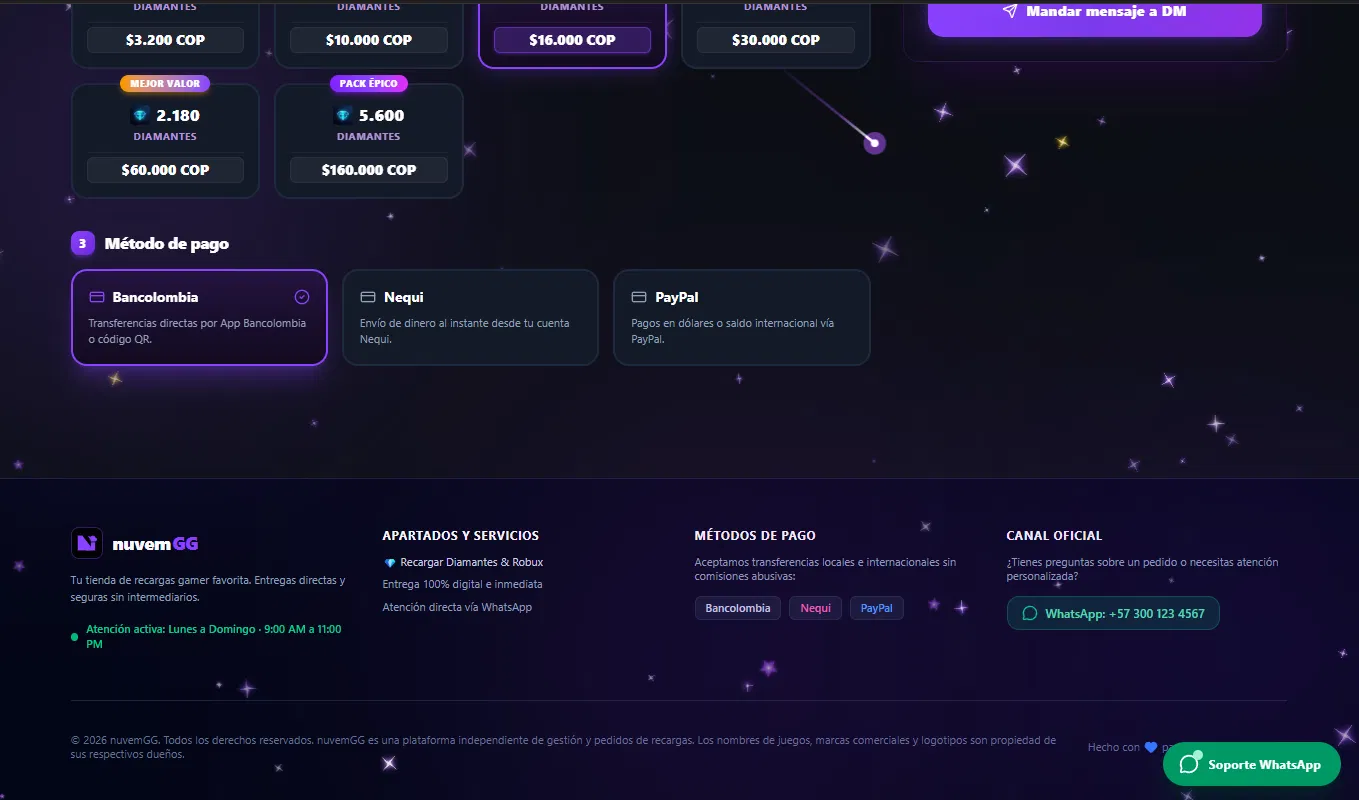 DIAMANTES
DIAMANTES
DIAMANTES
DIAMANTES
Mandar mensaje a DM
$3.200 COP
$10.000 COP
$16.000 COP
$30.000 COP
MEJOR VALOR
PACK ÉPICO
2.180
5.600
DIAMANTES
DIAMANTES
$60.000 COP
$160.000 COP
3 Método de pago
Bancolombia
Transferencias directas por App Bancolombia
o código QR.
Nequi
Envío de dinero al instante desde tu cuenta
Nequi.
PayPal
Pagos en dólares o saldo internacional vía
PayPal.
nuvemGG
Tu tienda de recargas gamer favorita. Entregas directas y
seguras sin intermediarios.
Atención activa: Lunes a Domingo · 9:00 AM a 11:00
PM
APARTADOS Y SERVICIOS
Recargar Diamantes & Robux
Entrega 100% digital e inmediata
Atención directa vía WhatsApp
MÉTODOS DE PAGO
Aceptamos transferencias locales e internacionales sin
comisiones abusivas:
Bancolombia
Nequi
PayPal
CANAL OFICIAL
¿Tienes preguntas sobre un pedido o necesitas atención
personalizada?
WhatsApp: +57 300 123 4567
© 2026 nuvemGG. Todos los derechos reservados. nuvemGG es una plataforma independiente de gestión y pedidos de recargas. Los nombres de juegos, marcas comerciales y logotipos son propiedad de
sus respectivos dueños.
Hecho con
Soporte WhatsApp